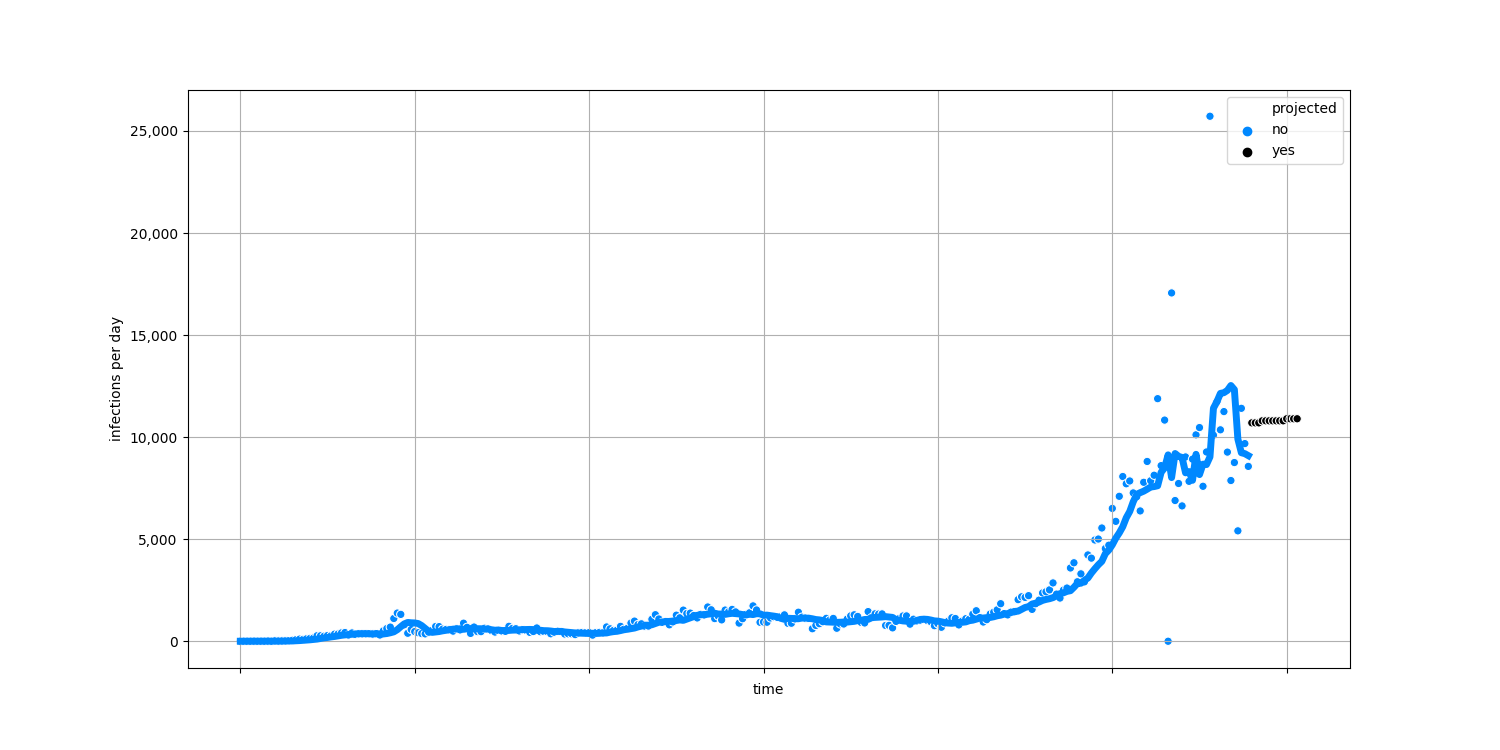 projected
no
yes
25,000
20,000
15,000
10,000
5,000
0
infections per day
time